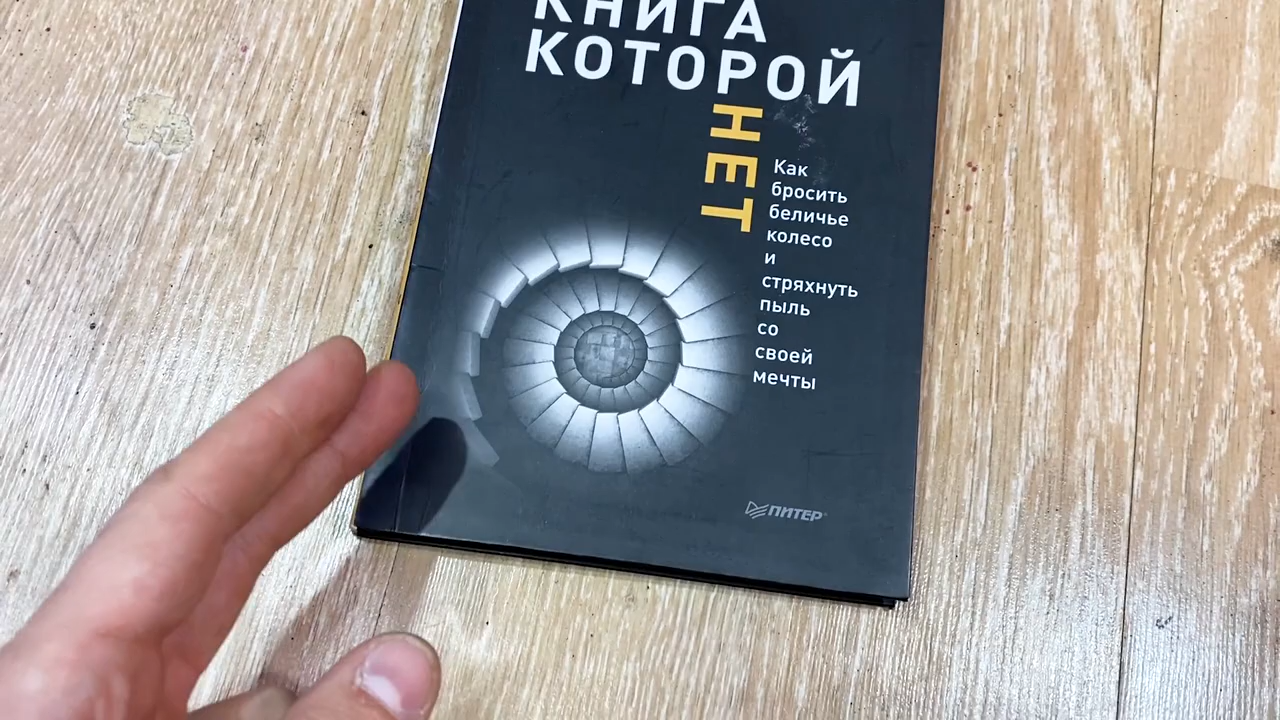 КНИГА
КОТОРОЙ
НЕТ
Как
бросить
беличье
колесо
и
стряхнуть
пыль
со
своей
мечты
ПИТЕР